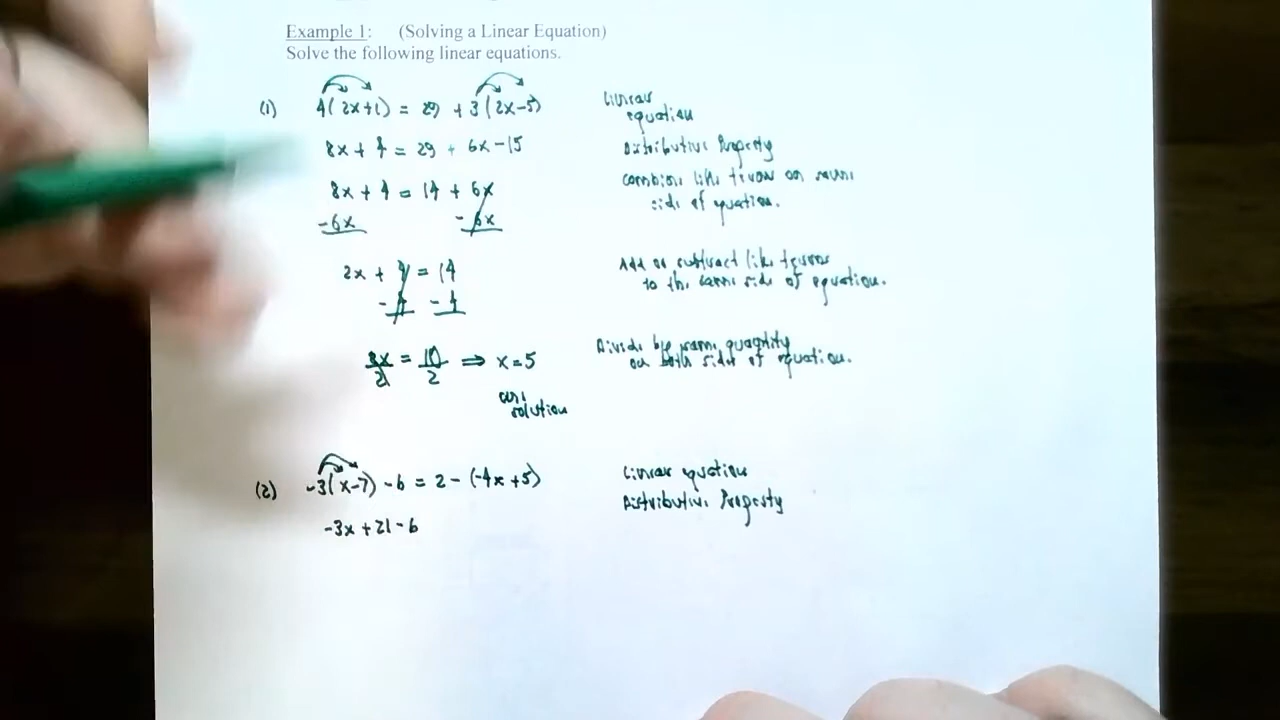 Example 1: (Solving a Linear Equation)
Solve the following linear equations.
(1) 4(2x+1) = 29 + 3(2x-5) Linear equation
8x + 4 = 29 + 6x - 15 Distributive Property
8x + 4 = 14 + 6x Combine like terms on same
-6x -6x side of equation.
2x + 4 = 14 Add or subtract like terms
-4 -4 to the same side of equation.
2x/2 = 10/2 ⇒ x = 5 Divide by same quantity
on both sides of equation.
one
solution
(2) -3(x-7) - 6 = 2 - (-4x+5) Linear equation
Distributive Property
-3x + 21 - 6